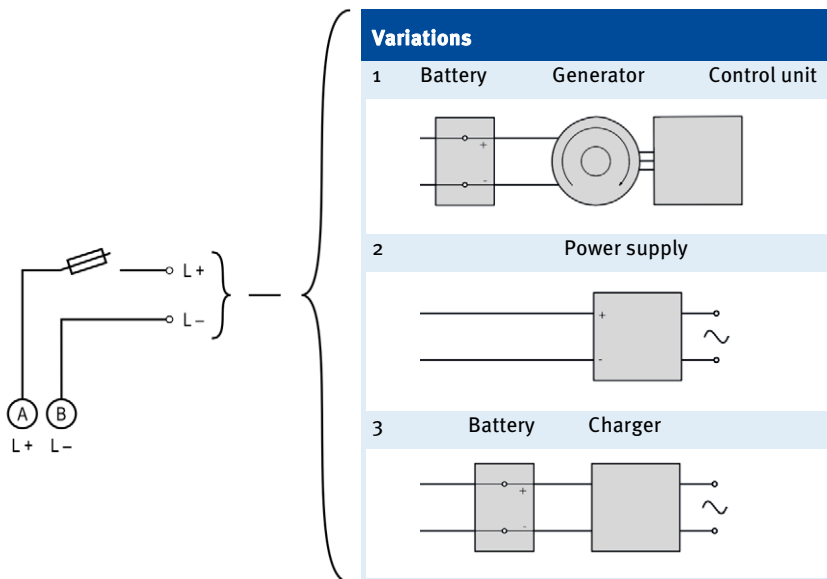 Variations
1 Battery Generator Control unit
+
-
2 Power supply
+
-
3 Battery Charger
+
-
L+
L–
A B
L+ L–